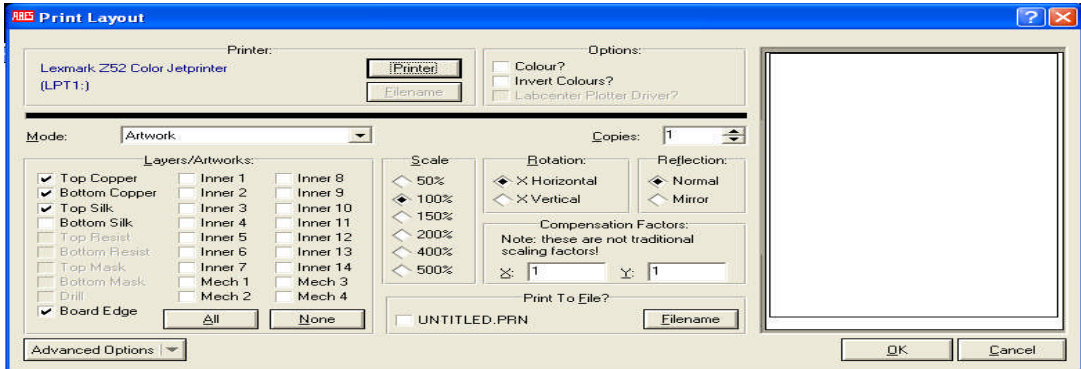 ARES Print Layout
Printer:
Lexmark Z52 Color Jetprinter
(LPT1:)
Printer
Filename
Options:
Colour?
Invert Colours?
Labcenter Plotter Driver?
Mode: Artwork
Copies: 1
Layers/Artworks:
Top Copper Inner 1 Inner 8
Bottom Copper Inner 2 Inner 9
Top Silk Inner 3 Inner 10
Bottom Silk Inner 4 Inner 11
Top Resist Inner 5 Inner 12
Bottom Resist Inner 6 Inner 13
Top Mask Inner 7 Inner 14
Bottom Mask Mech 1 Mech 3
Drill Mech 2 Mech 4
Board Edge All None
Scale
50%
100%
150%
200%
400%
500%
Rotation:
X Horizontal
X Vertical
Reflection:
Normal
Mirror
Compensation Factors:
Note: these are not traditional
scaling factors!
X: 1 Y: 1
Print To File?
UNTITLED.PRN Filename
Advanced Options
OK Cancel